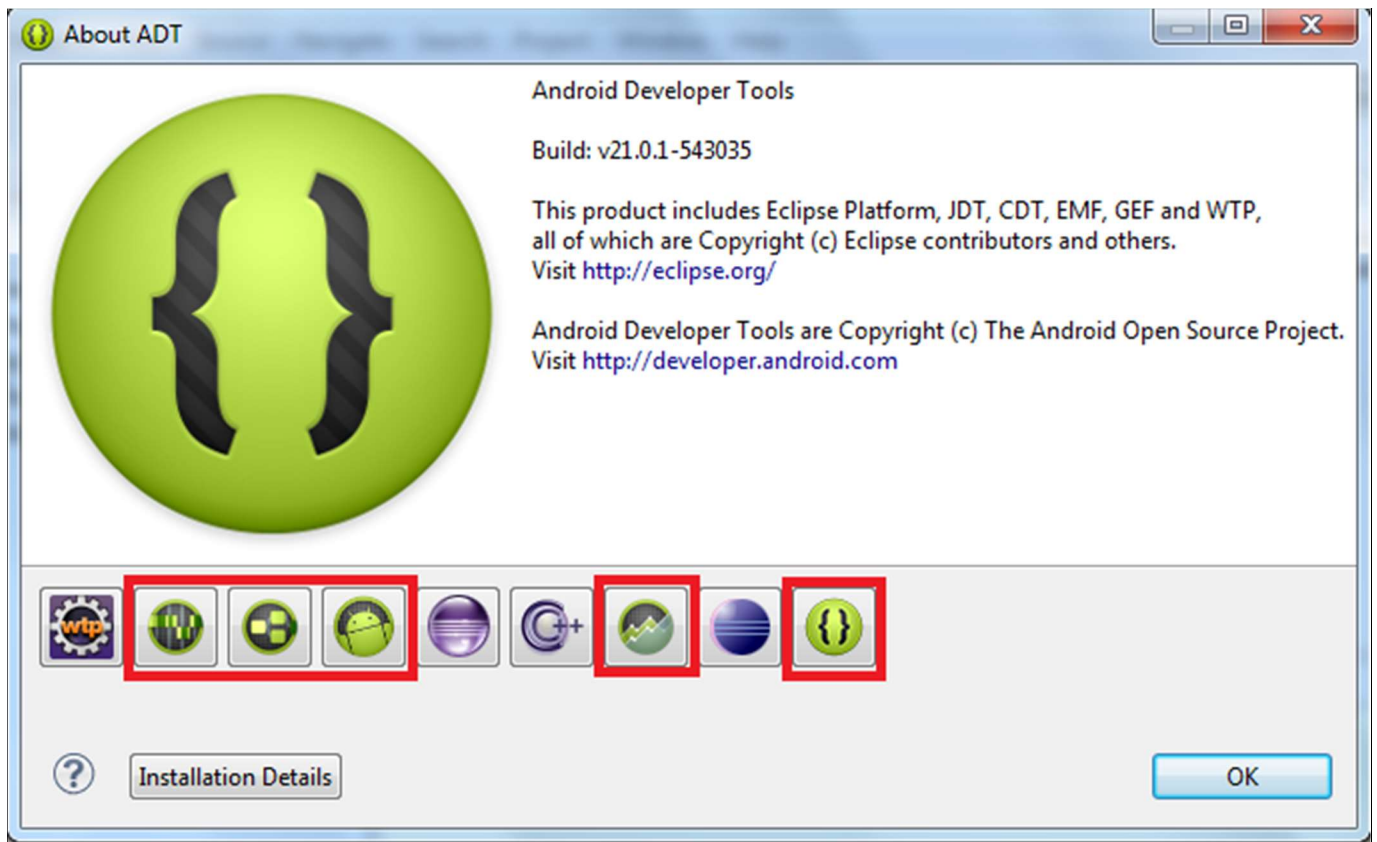 About ADT
Android Developer Tools
Build: v21.0.1-543035
This product includes Eclipse Platform, JDT, CDT, EMF, GEF and WTP,
all of which are Copyright (c) Eclipse contributors and others.
Visit http://eclipse.org/
Android Developer Tools are Copyright (c) The Android Open Source Project.
Visit http://developer.android.com
wtp
C++
Installation Details
OK